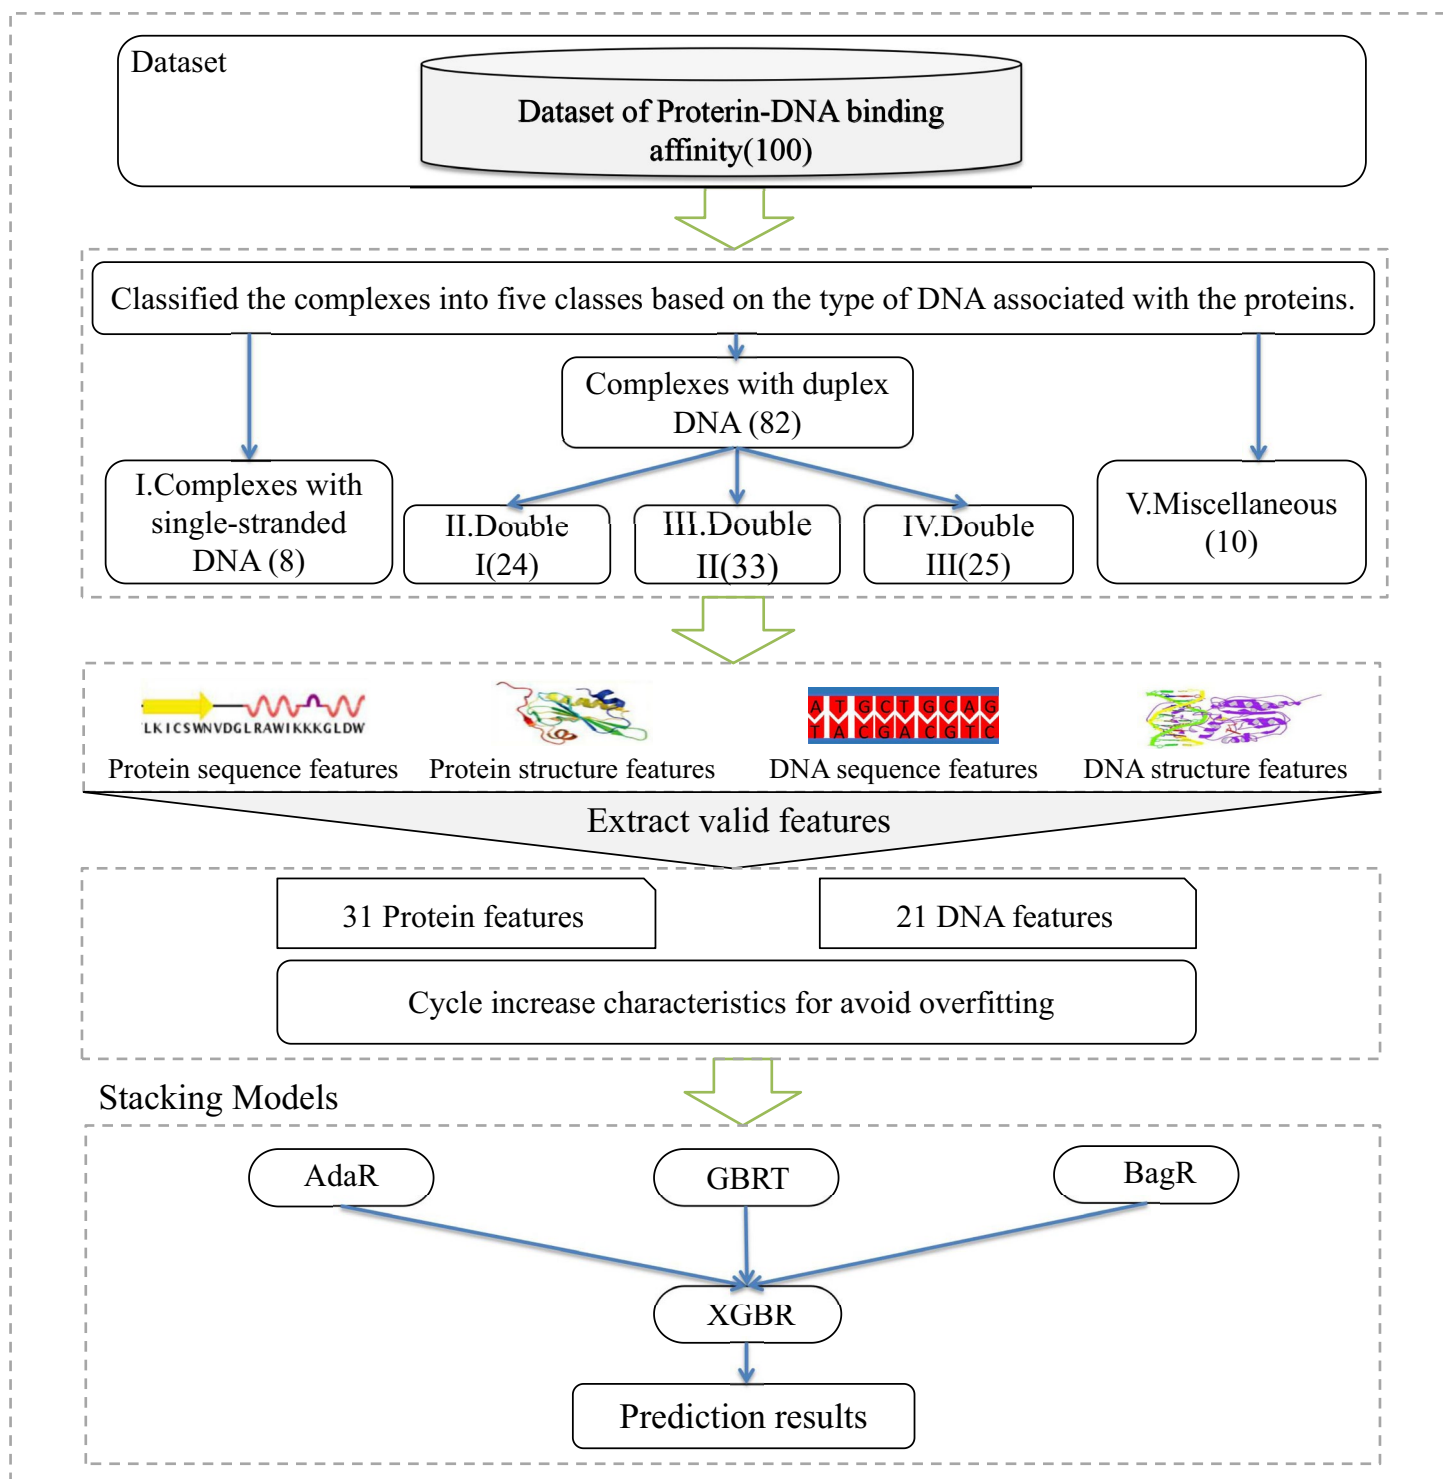 Dataset
Dataset of Proterin-DNA binding
affinity(100)
Classified the complexes into five classes based on the type of DNA associated with the proteins.
Complexes with duplex
DNA (82)
I.Complexes with
single-stranded
DNA (8)
II.Double
I(24)
III.Double
II(33)
IV.Double
III(25)
V.Miscellaneous
(10)
LKICSWNVDGLRAWIKKKGLDW
ATGCTGCAG
TACGACGTC
Protein sequence features
Protein structure features
DNA sequence features
DNA structure features
Extract valid features
31 Protein features
21 DNA features
Cycle increase characteristics for avoid overfitting
Stacking Models
AdaR
GBRT
BagR
XGBR
Prediction results